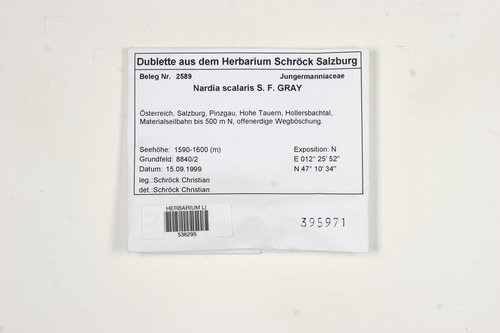 Dublette aus dem Herbarium Schröck Salzburg
Beleg Nr. 2589 Jungermanniaceae
Nardia scalaris S. F. GRAY
Österreich, Salzburg, Pinzgau, Hohe Tauern, Hollersbachtal,
Materialseilbahn bis 500 m N, offenerdige Wegböschung.
Seehöhe: 1590-1600 (m) Exposition: N
Grundfeld: 8840/2 E 012° 25' 52"
Datum: 15.09.1999 N 47° 10' 34"
leg.: Schröck Christian
det.: Schröck Christian
HERBARIUM LI
536295
395971